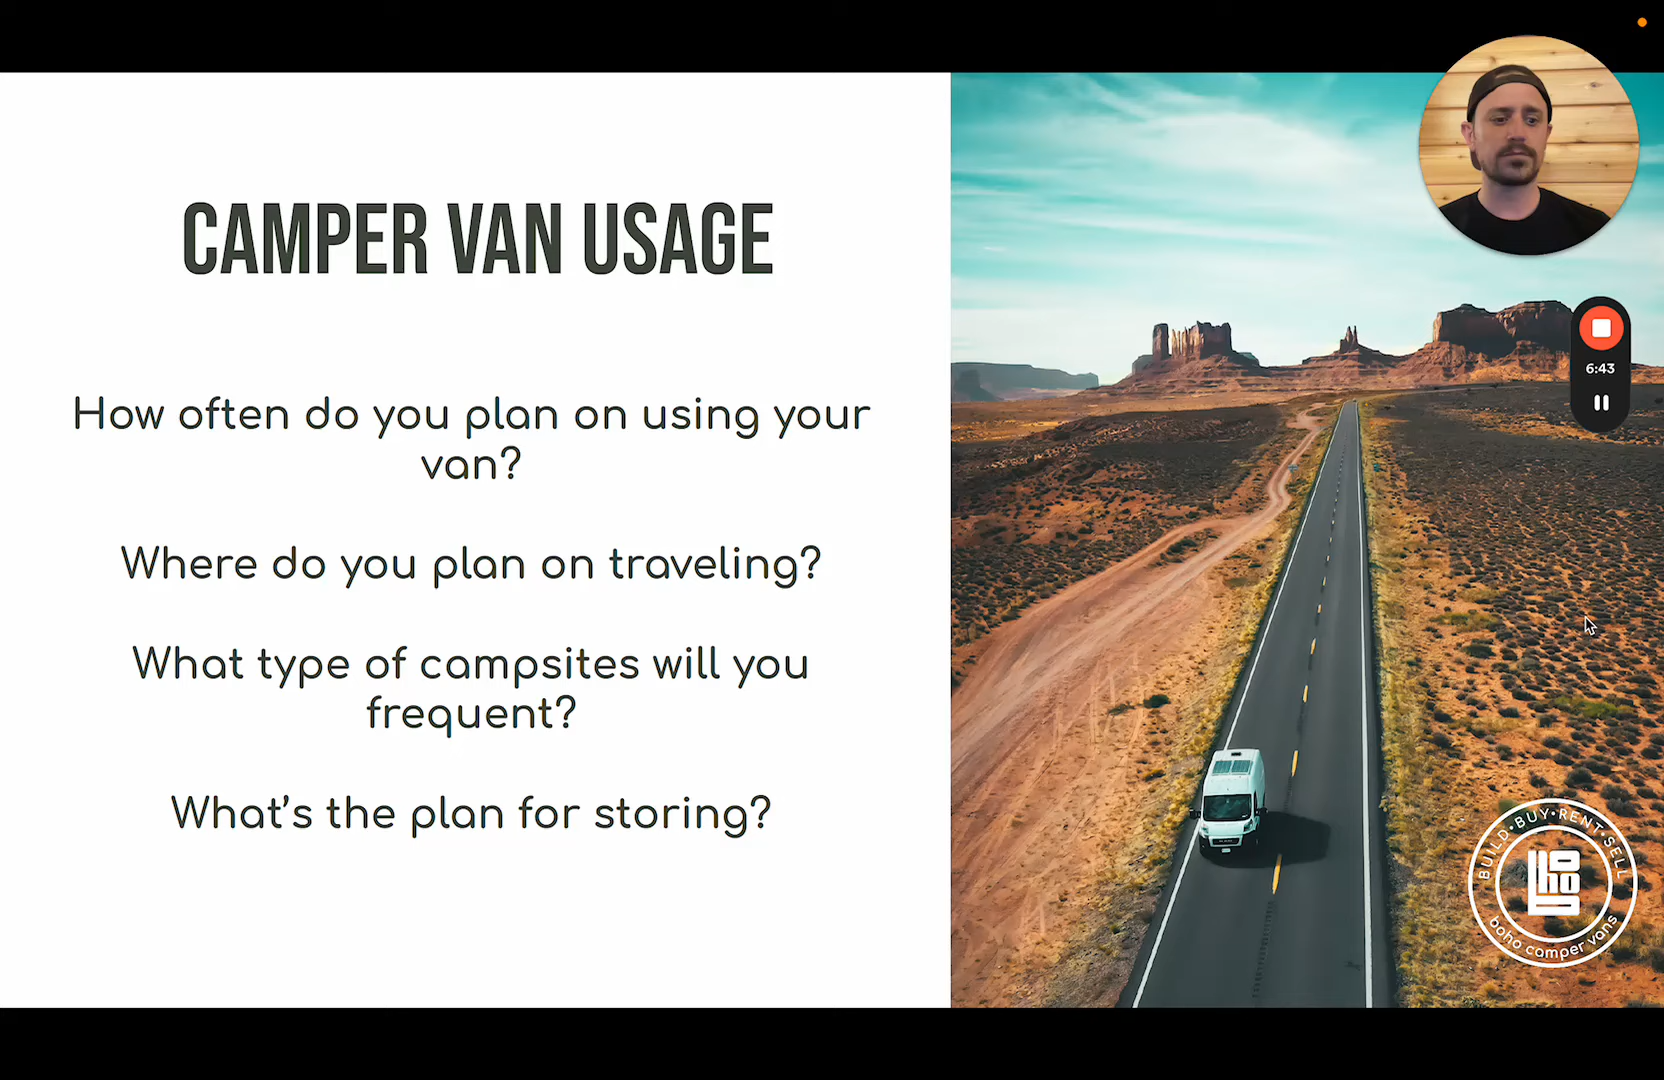 CAMPER VAN USAGE
How often do you plan on using your
van?
Where do you plan on traveling?
What type of campsites will you
frequent?
What's the plan for storing?
6:43
BUILD•BUY•RENT•SELL
boho
boho camper vans